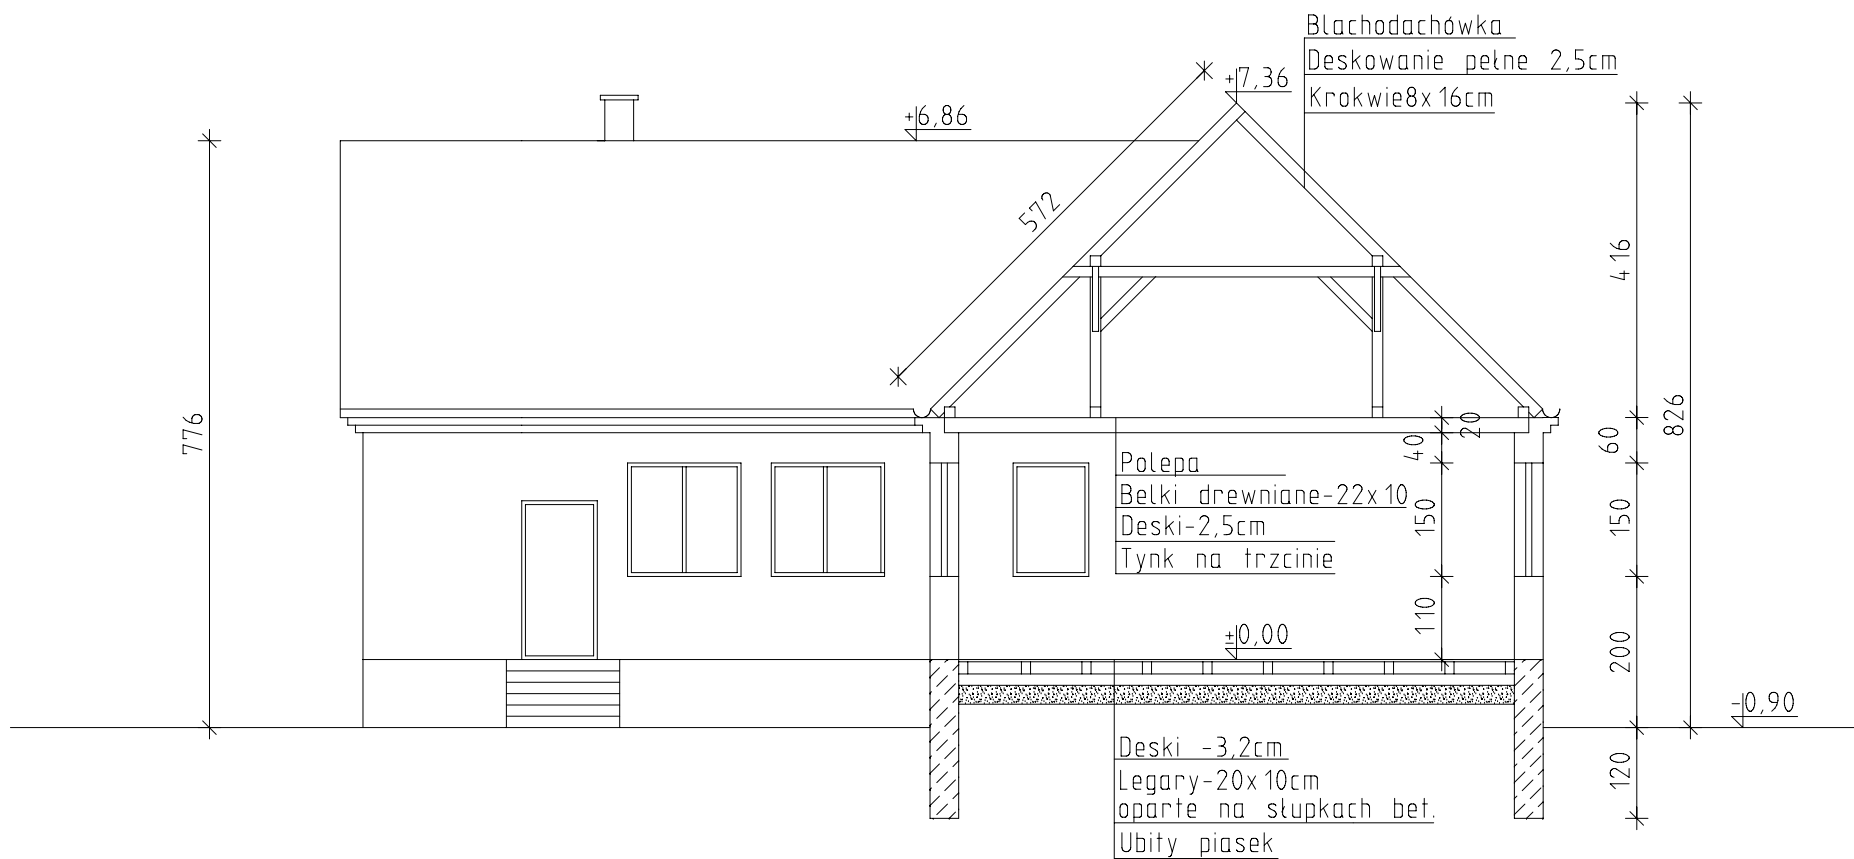 Blachodachówka
Deskowanie pełne 2,5cm
Krokwie8x16cm
+7,36
+6,86
572
416
776
826
20
40
60
Polepa
Belki drewniane-22x10
Deski-2,5cm
Tynk na trzcinie
150
150
110
±0,00
200
-0,90
120
Deski -3,2cm
Legary-20x10cm
oparte na słupkach bet.
Ubity piasek